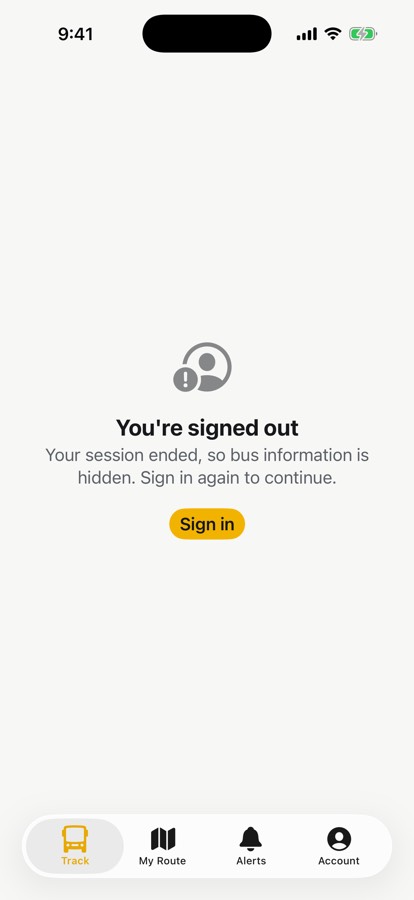 9:41
You're signed out
Your session ended, so bus information is
hidden. Sign in again to continue.
Sign in
Track
My Route
Alerts
Account